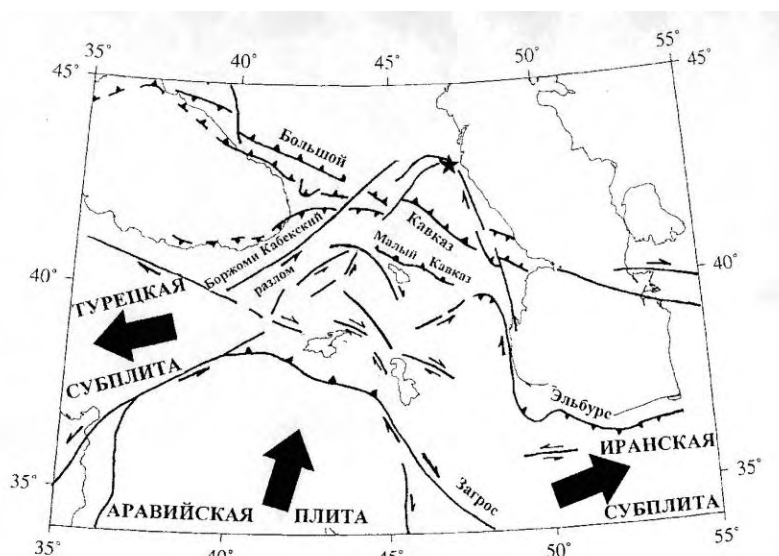 35° 40° 45° 50° 55°
45° 45°
Большой
Кавказ
Боржоми Кабекский
разлом
Малый Кавказ
40° 40°
ТУРЕЦКАЯ
СУБПЛИТА
Эльбурс
ИРАНСКАЯ
СУБПЛИТА
35° 35°
Загрос
АРАВИЙСКАЯ ПЛИТА
35° 40° 45° 50° 55°